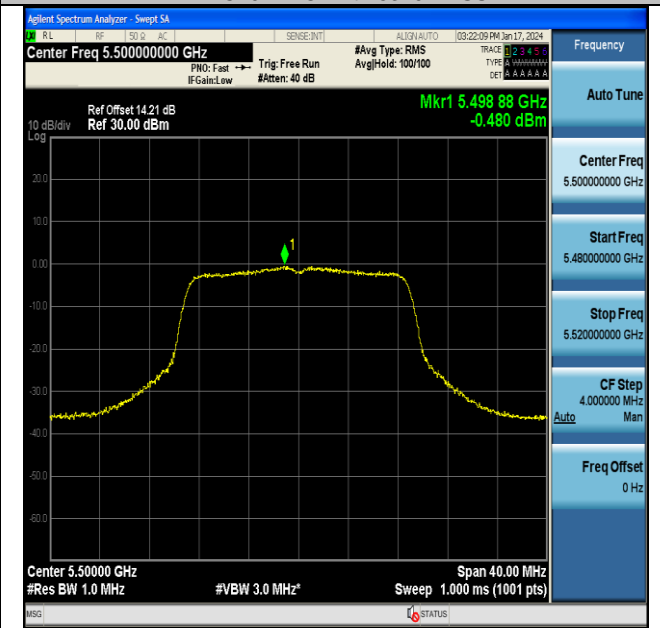 Agilent Spectrum Analyzer - Swept SA
RL RF 50 Ω AC SENSE:INT ALIGN AUTO 03:22:09 PM Jan 17, 2024
Center Freq 5.500000000 GHz
PNO: Fast
IFGain:Low
Trig: Free Run
#Atten: 40 dB
#Avg Type: RMS
Avg|Hold: 100/100
TRACE 1 2 3 4 5 6
TYPE A
DET A A A A A A
Ref Offset 14.21 dB
Ref 30.00 dBm
10 dB/div
Log
Mkr1 5.498 88 GHz
-0.480 dBm
20.0
10.0
0.00
-10.0
-20.0
-30.0
-40.0
-50.0
-60.0
1
Center 5.50000 GHz
Span 40.00 MHz
#Res BW 1.0 MHz
#VBW 3.0 MHz*
Sweep 1.000 ms (1001 pts)
MSG
STATUS
Frequency
Auto Tune
Center Freq
5.500000000 GHz
Start Freq
5.480000000 GHz
Stop Freq
5.520000000 GHz
CF Step
4.000000 MHz
Auto Man
Freq Offset
0 Hz